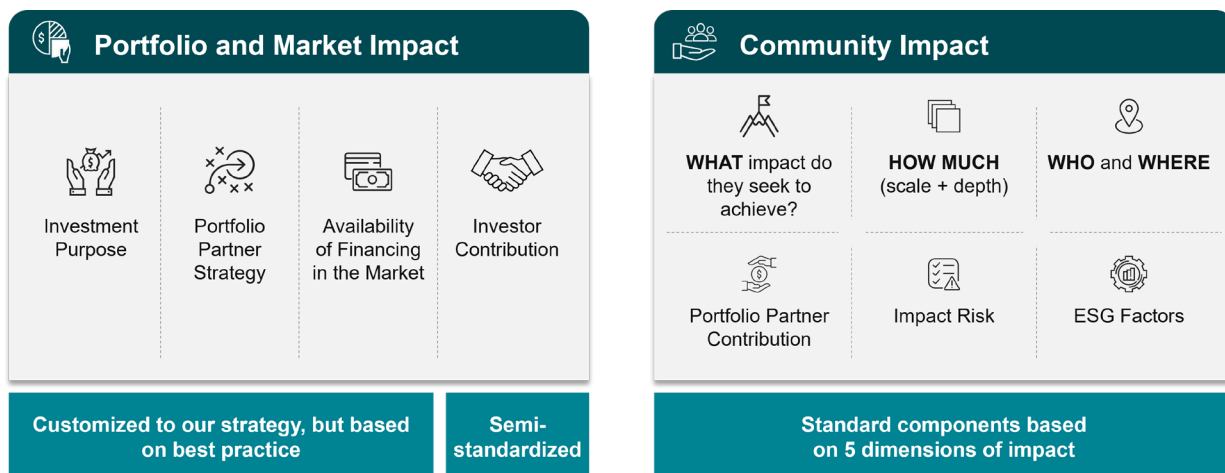 Portfolio and Market Impact
Investment
Purpose
Portfolio
Partner
Strategy
Availability
of Financing
in the Market
Investor
Contribution
Customized to our strategy, but based
on best practice
Semi-
standardized
Community Impact
WHAT impact do
they seek to
achieve?
HOW MUCH
(scale + depth)
WHO and WHERE
Portfolio Partner
Contribution
Impact Risk
ESG Factors
Standard components based
on 5 dimensions of impact